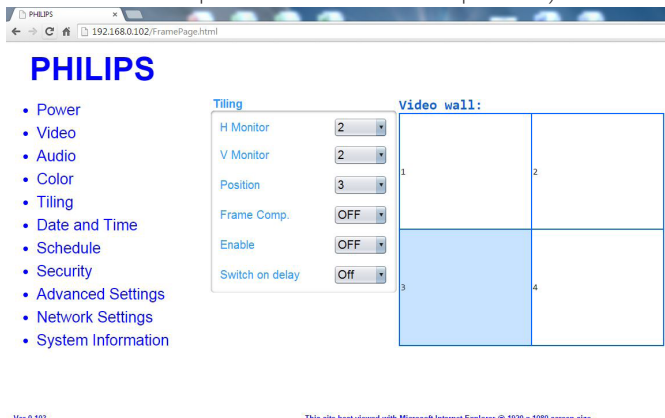 PHILIPS
192.168.0.102/FramePage.html
PHILIPS
• Power
• Video
• Audio
• Color
• Tiling
• Date and Time
• Schedule
• Security
• Advanced Settings
• Network Settings
• System Information
Tiling
H Monitor 2
V Monitor 2
Position 3
Frame Comp. OFF
Enable OFF
Switch on delay Off
Video wall:
1 2
3 4